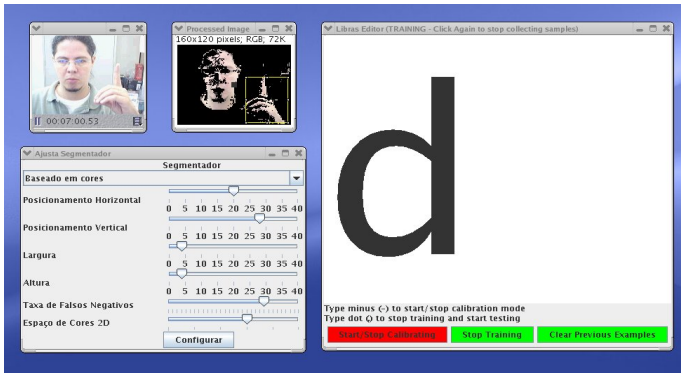 Processed Image
160x120 pixels; RGB; 72K
00:07:00.53
Libras Editor (TRAINING - Click Again to stop collecting samples)
d
Type minus (-) to start/stop calibration mode
Type dot (.) to stop training and start testing
Start/Stop Calibrating
Stop Training
Clear Previous Examples
Ajusta Segmentador
Segmentador
Baseado em cores
Posicionamento Horizontal
0 5 10 15 20 25 30 35 40
Posicionamento Vertical
0 5 10 15 20 25 30 35 40
Largura
0 5 10 15 20 25 30 35 40
Altura
0 5 10 15 20 25 30 35 40
Taxa de Falsos Negativos
Espaço de Cores 2D
Configurar